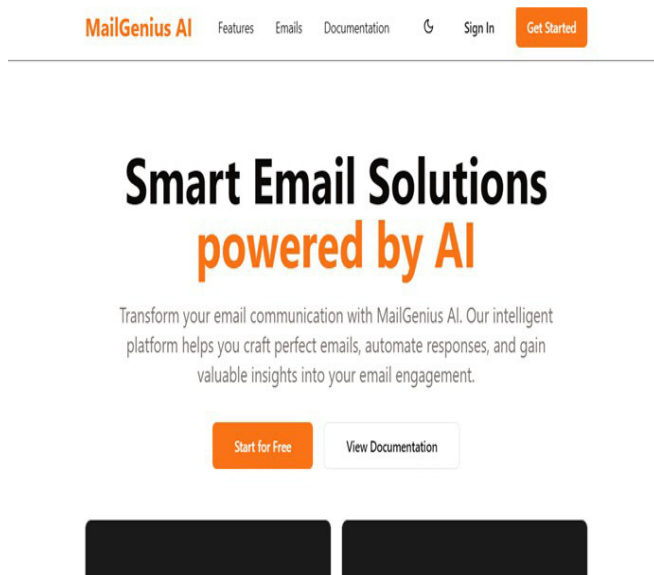 MailGenius AI Features Emails Documentation Sign In Get Started
Smart Email Solutions
powered by AI
Transform your email communication with MailGenius AI. Our intelligent
platform helps you craft perfect emails, automate responses, and gain
valuable insights into your email engagement.
Start for Free View Documentation